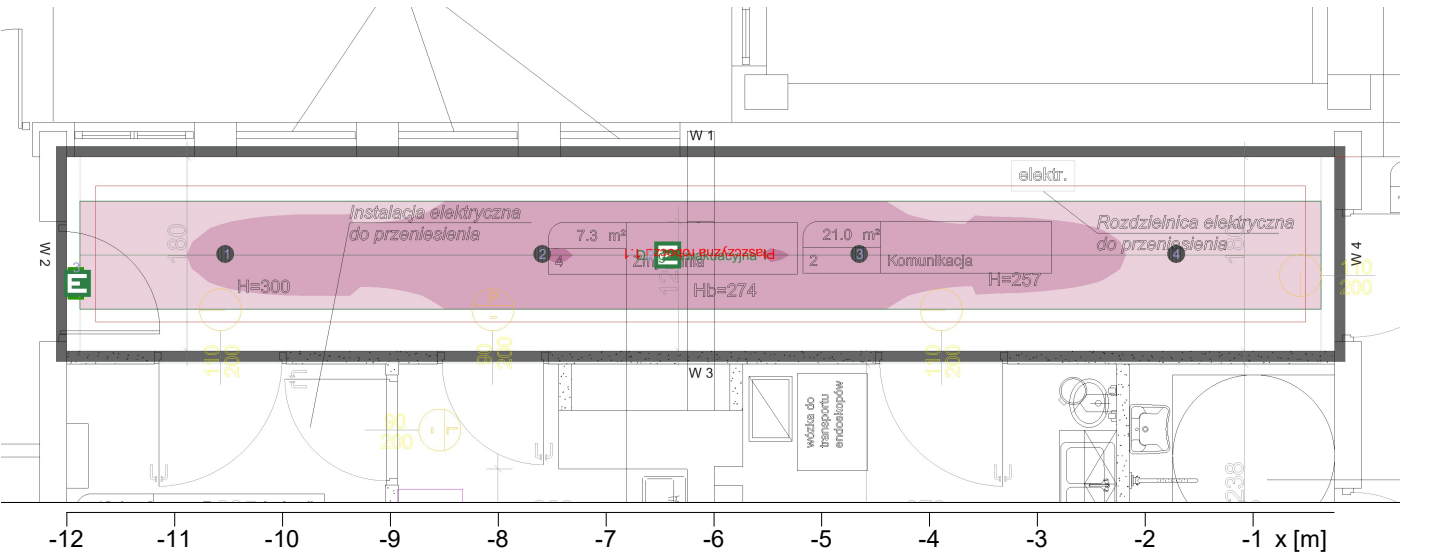 W 1
elektr.
Instalacja elektryczna
do przeniesienia
180
7.3 m²
4
21.0 m²
2
Komunikacja
Rozdzielnica elektryczna
do przeniesienia
W 2
W 4
1
2
3
4
E
E
H=300
Hb=274
H=257
200
W 3
110
200
90
200
110
200
90
200
wózka do
transportu
endoskopów
238
-12
-11
-10
-9
-8
-7
-6
-5
-4
-3
-2
-1
x [m]